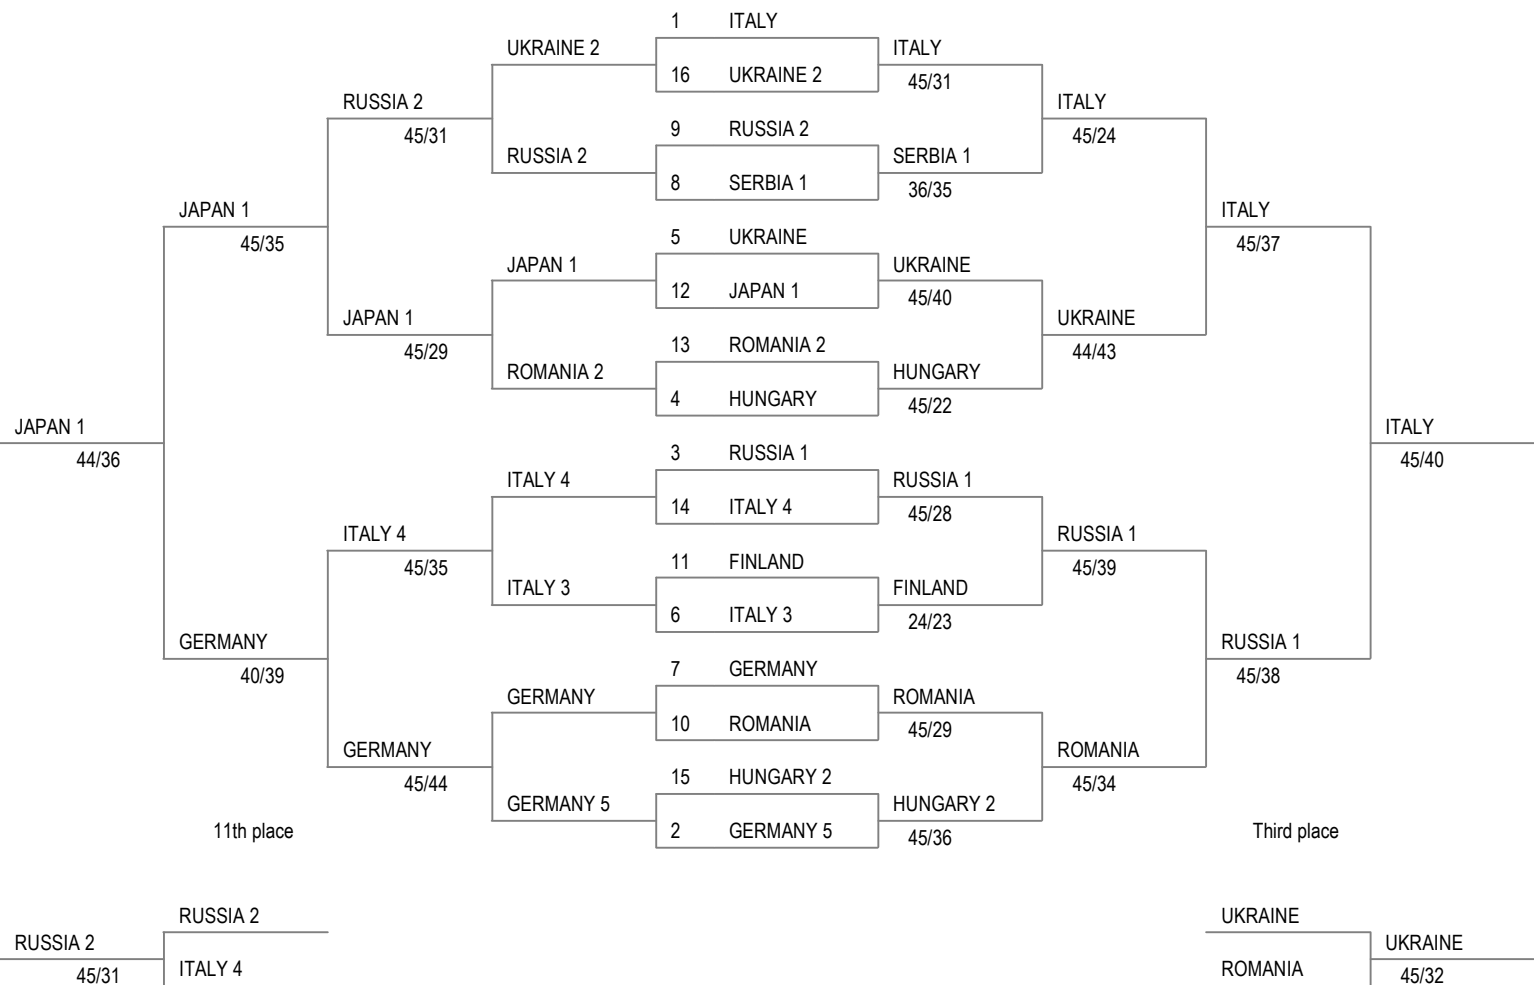 1 ITALY
UKRAINE 2 ITALY
16 UKRAINE 2 45/31
RUSSIA 2 ITALY
9 RUSSIA 2
45/31 45/24
RUSSIA 2 SERBIA 1
8 SERBIA 1 36/35
JAPAN 1 ITALY
5 UKRAINE
45/35 45/37
JAPAN 1 UKRAINE
12 JAPAN 1 45/40
JAPAN 1 UKRAINE
13 ROMANIA 2
45/29 44/43
ROMANIA 2 HUNGARY
4 HUNGARY 45/22
JAPAN 1 ITALY
3 RUSSIA 1
44/36 45/40
ITALY 4 RUSSIA 1
14 ITALY 4 45/28
ITALY 4 RUSSIA 1
11 FINLAND
45/35 45/39
ITALY 3 FINLAND
6 ITALY 3 24/23
GERMANY RUSSIA 1
7 GERMANY
40/39 45/38
GERMANY ROMANIA
10 ROMANIA 45/29
GERMANY ROMANIA
15 HUNGARY 2
45/44 45/34
GERMANY 5 HUNGARY 2
11th place 2 GERMANY 5 Third place
45/36
RUSSIA 2 UKRAINE
RUSSIA 2 UKRAINE
45/31 ITALY 4 ROMANIA 45/32